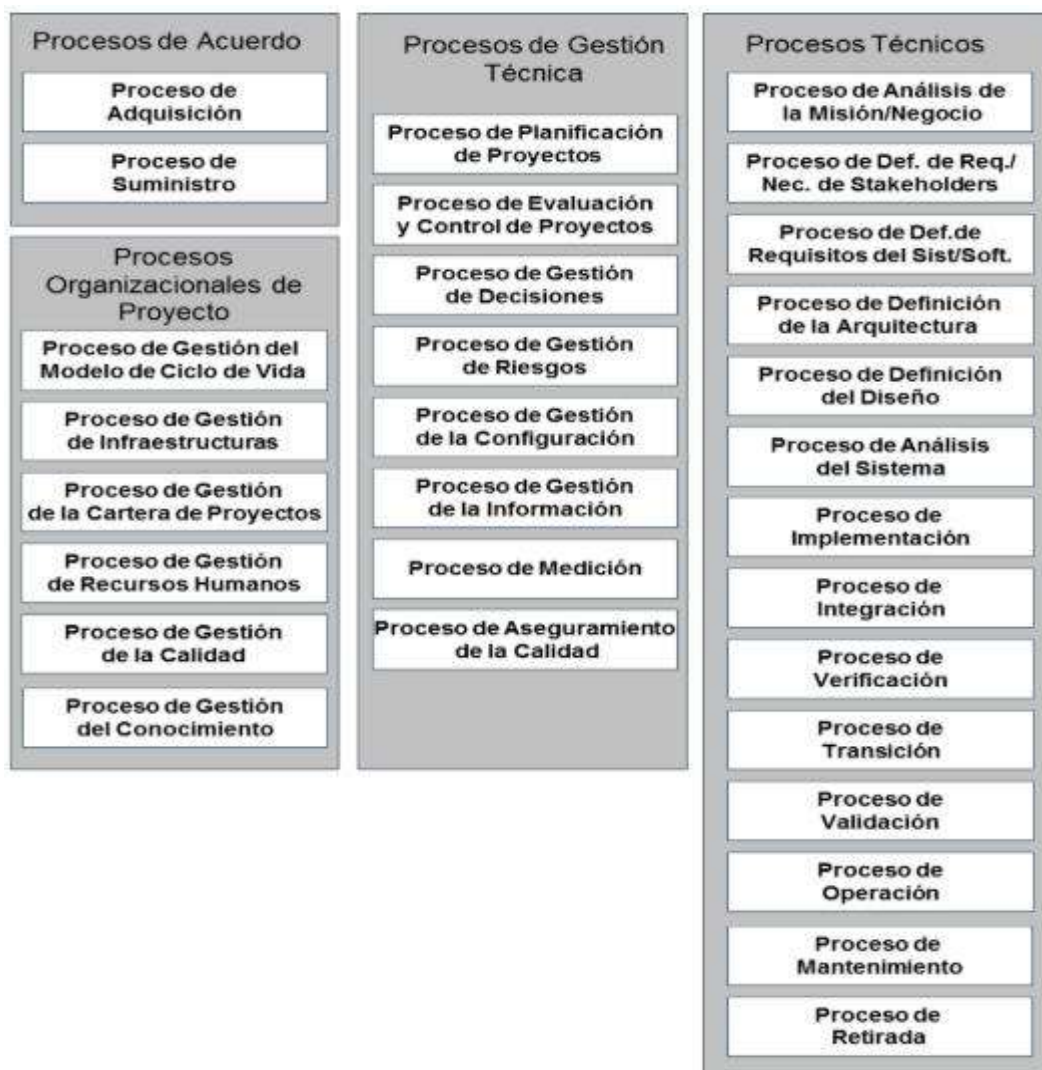 Procesos de Acuerdo
Proceso de
Adquisición
Proceso de
Suministro
Procesos
Organizacionales de
Proyecto
Proceso de Gestión del
Modelo de Ciclo de Vida
Proceso de Gestión
de Infraestructuras
Proceso de Gestión
de la Cartera de Proyectos
Proceso de Gestión
de Recursos Humanos
Proceso de Gestión
de la Calidad
Proceso de Gestión
del Conocimiento
Procesos de Gestión
Técnica
Proceso de Planificación
de Proyectos
Proceso de Evaluación
y Control de Proyectos
Proceso de Gestión
de Decisiones
Proceso de Gestión
de Riesgos
Proceso de Gestión
de la Configuración
Proceso de Gestión
de la Información
Proceso de Medición
Proceso de Aseguramiento
de la Calidad
Procesos Técnicos
Proceso de Análisis de
la Misión/Negocio
Proceso de Def. de Req./
Nec. de Stakeholders
Proceso de Def.de
Requisitos del Sist/Soft.
Proceso de Definición
de la Arquitectura
Proceso de Definición
del Diseño
Proceso de Análisis
del Sistema
Proceso de
Implementación
Proceso de
Integración
Proceso de
Verificación
Proceso de
Transición
Proceso de
Validación
Proceso de
Operación
Proceso de
Mantenimiento
Proceso de
Retirada